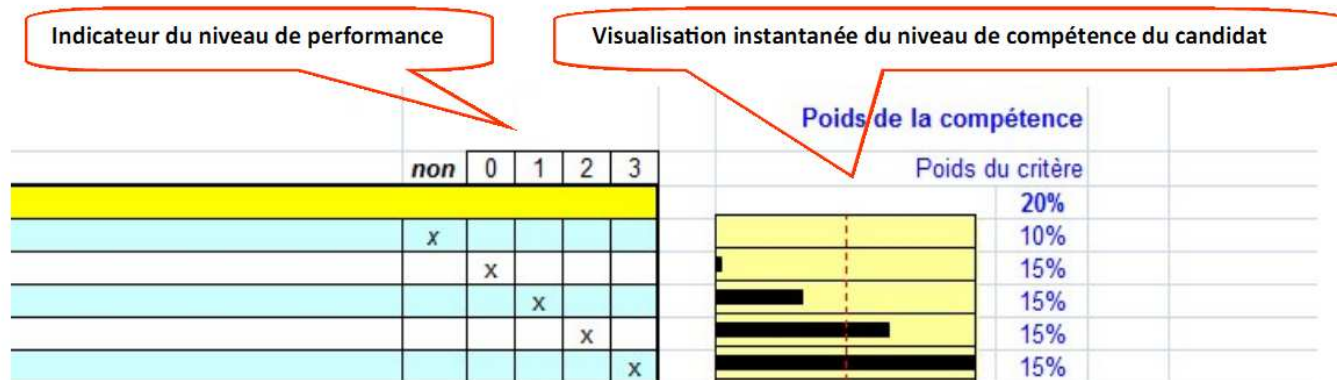 Indicateur du niveau de performance
Visualisation instantanée du niveau de compétence du candidat
Poids de la compétence
non 0 1 2 3 Poids du critère
20%
x 10%
x 15%
x 15%
x 15%
x 15%